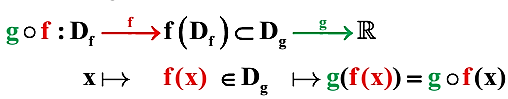 g ∘ f : D_f —f→ f(D_f) ⊂ D_g —g→ ℝ
x ⟼ f(x) ∈ D_g ⟼ g(f(x)) = g ∘ f(x)